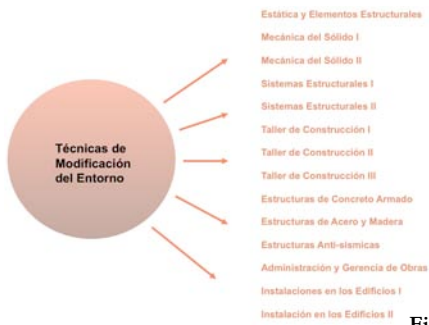 Estática y Elementos Estructurales
Mecánica del Sólido I
Mecánica del Sólido II
Sistemas Estructurales I
Sistemas Estructurales II
Taller de Construcción I
Taller de Construcción II
Taller de Construcción III
Estructuras de Concreto Armado
Estructuras de Acero y Madera
Estructuras Anti-sismicas
Administración y Gerencia de Obras
Instalaciones en los Edificios I
Instalación en los Edificios II
Técnicas de
Modificación
del Entorno